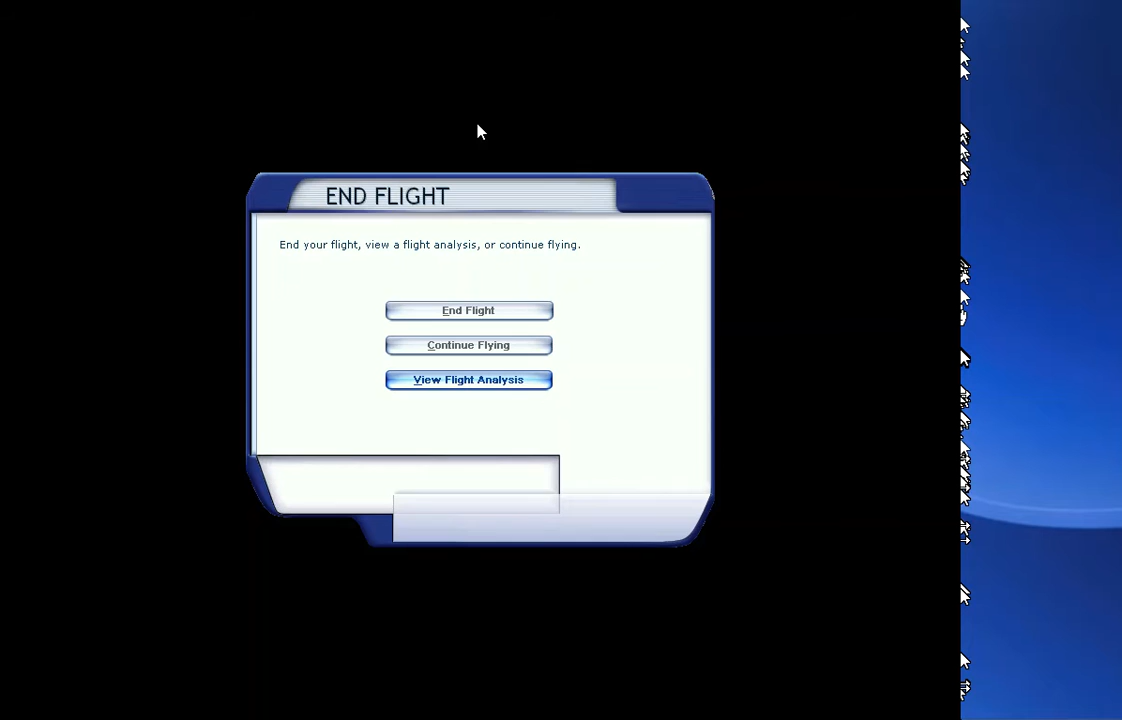 END FLIGHT
End your flight, view a flight analysis, or continue flying.
End Flight
Continue Flying
View Flight Analysis